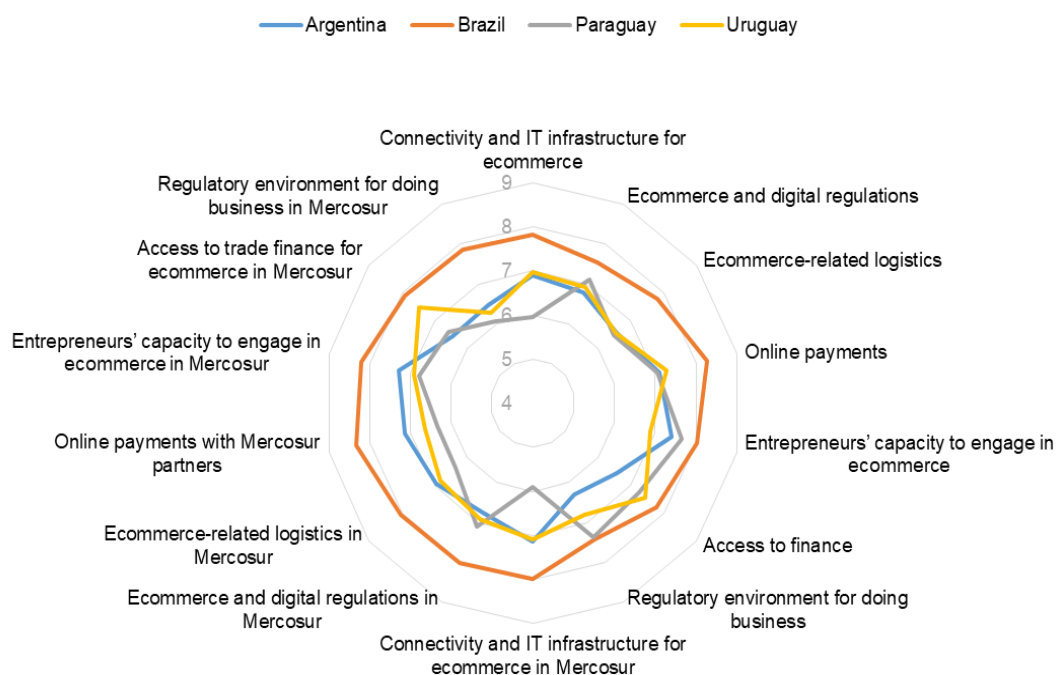 Argentina Brazil Paraguay Uruguay
Connectivity and IT infrastructure for
ecommerce
Regulatory environment for doing
business in Mercosur
Ecommerce and digital regulations
Access to trade finance for
ecommerce in Mercosur
Ecommerce-related logistics
Entrepreneurs’ capacity to engage in
ecommerce in Mercosur
Online payments
Online payments with Mercosur
partners
Entrepreneurs’ capacity to engage in
ecommerce
Ecommerce-related logistics in
Mercosur
Access to finance
Ecommerce and digital regulations in
Mercosur
Regulatory environment for doing
business
Connectivity and IT infrastructure for
ecommerce in Mercosur
9
8
7
6
5
4